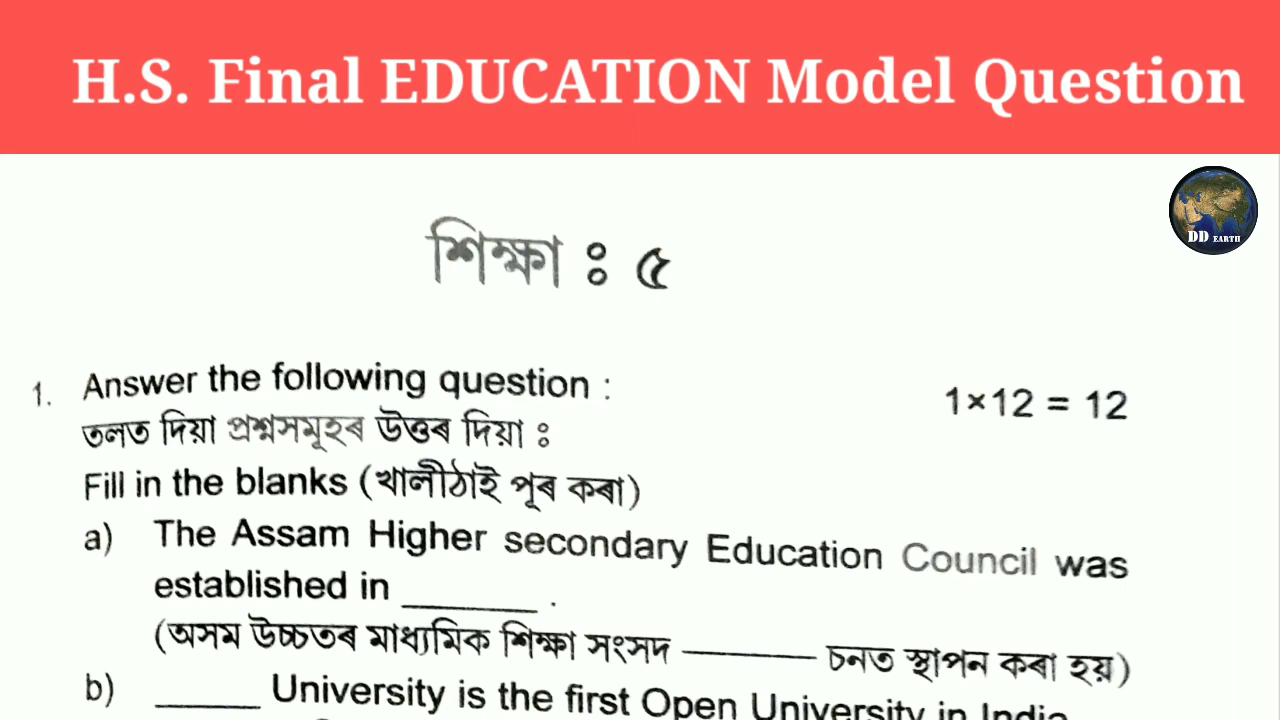 H.S. Final EDUCATION Model Question
DD EARTH
শিক্ষা ঃ ৫
1. Answer the following question : 1×12 = 12
তলত দিয়া প্ৰশ্নসমূহৰ উত্তৰ দিয়া ঃ
Fill in the blanks (খালীঠাই পূৰ কৰা)
a) The Assam Higher secondary Education Council was
established in ______ .
(অসম উচ্চতৰ মাধ্যমিক শিক্ষা সংসদ ______ চনত স্থাপন কৰা হয়)
b) ______ University is the first Open University in India